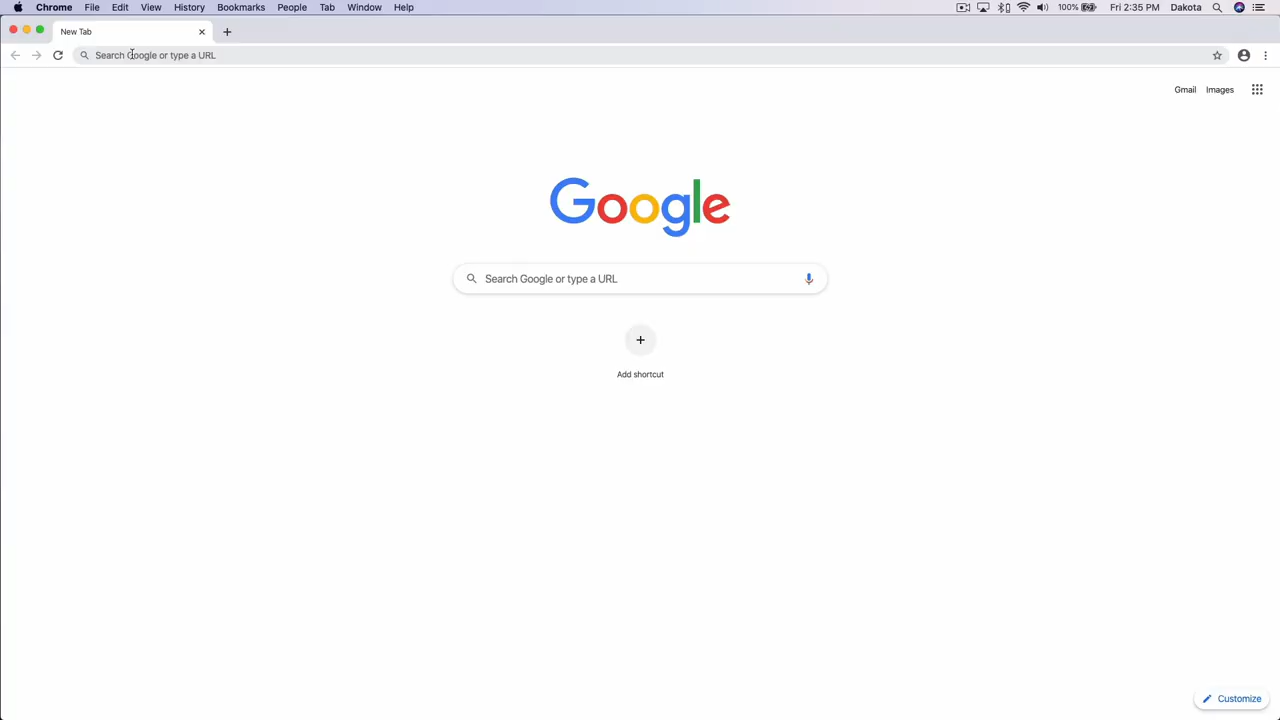 Chrome File Edit View History Bookmarks People Tab Window Help 100% Fri 2:35 PM Dakota
New Tab
Search Google or type a URL
Gmail Images
Google
Search Google or type a URL
Add shortcut
Customize